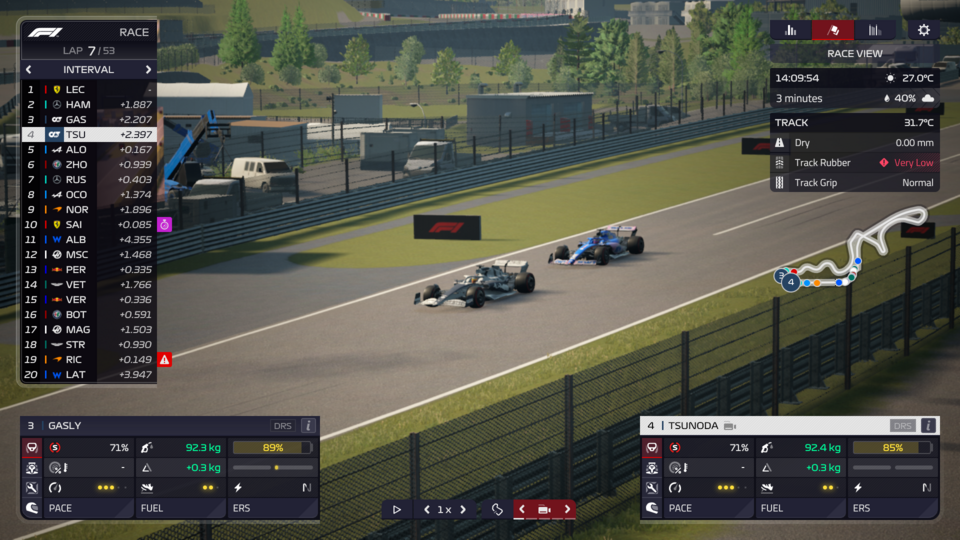 F1 RACE
LAP 7/53
INTERVAL
1 LEC -
2 HAM +1.887
3 GAS +2.207
4 TSU +2.397
5 ALO +0.167
6 ZHO +0.939
7 RUS +0.403
8 OCO +1.374
9 NOR +1.896
10 SAI +0.085
11 ALB +4.355
12 MSC +1.468
13 PER +0.335
14 VET +1.766
15 VER +0.336
16 BOT +0.591
17 MAG +1.503
18 STR +0.930
19 RIC +0.149
20 LAT +3.947
RACE VIEW
14:09:54 27.0°C
3 minutes 40%
TRACK 31.7°C
Dry 0.00 mm
Track Rubber Very Low
Track Grip Normal
3
4
3 GASLY DRS i
S 71% 92.3 kg 89%
- +0.3 kg
N
PACE FUEL ERS
1x
4 TSUNODA DRS i
S 71% 92.4 kg 85%
- +0.3 kg
N
PACE FUEL ERS